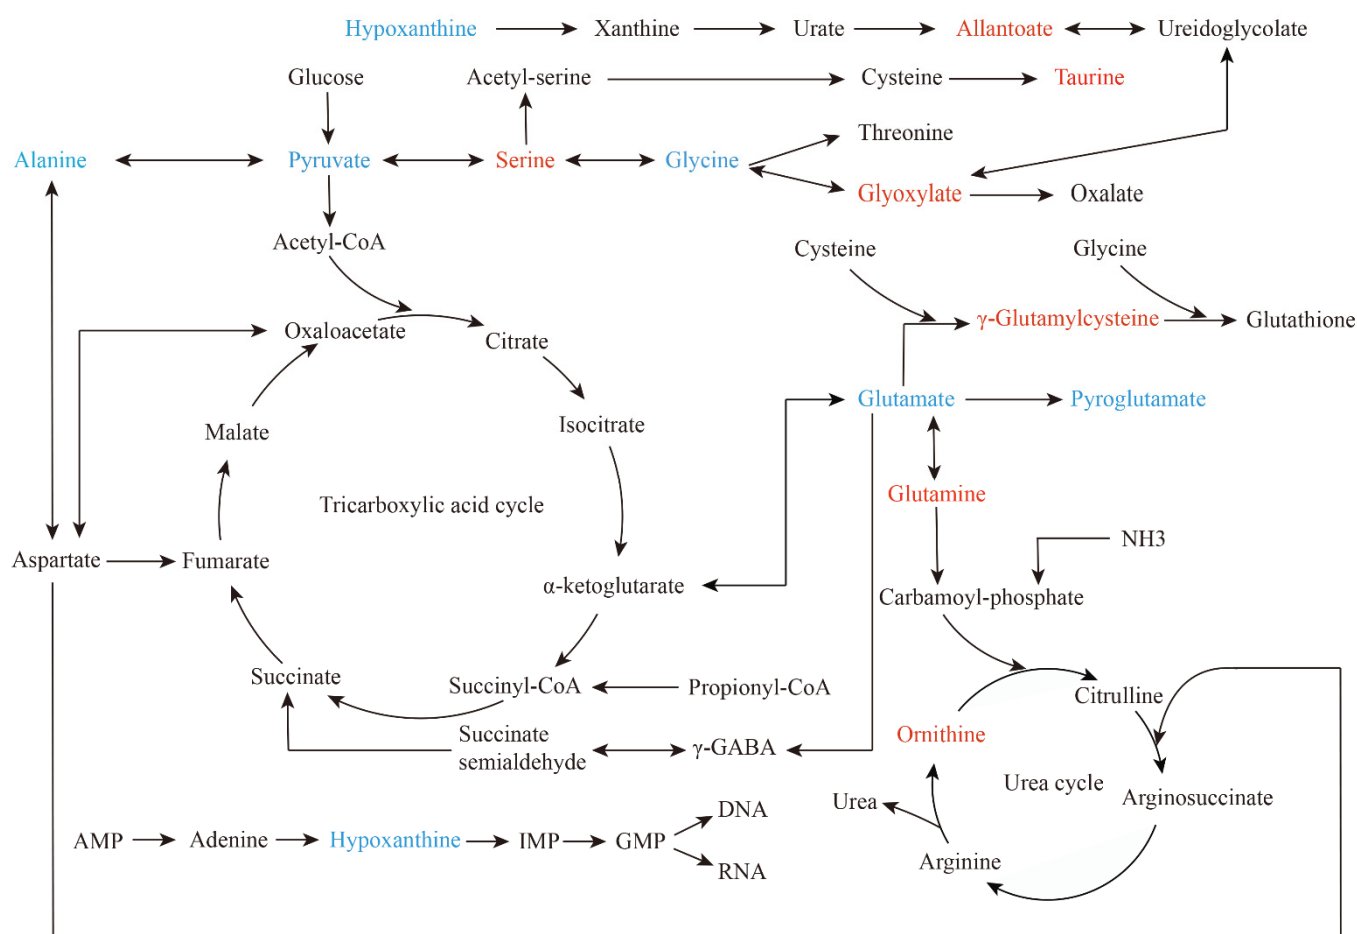 Hypoxanthine
Xanthine
Urate
Allantoate
Ureidoglycolate
Glucose
Acetyl-serine
Cysteine
Taurine
Threonine
Alanine
Pyruvate
Serine
Glycine
Glyoxylate
Oxalate
Acetyl-CoA
Cysteine
Glycine
Oxaloacetate
Citrate
γ-Glutamylcysteine
Glutathione
Glutamate
Pyroglutamate
Isocitrate
Malate
Tricarboxylic acid cycle
Glutamine
NH3
Aspartate
Fumarate
α-ketoglutarate
Carbamoyl-phosphate
Succinate
Succinyl-CoA
Propionyl-CoA
Citrulline
Succinate
semialdehyde
γ-GABA
Ornithine
Urea cycle
Arginosuccinate
Urea
Arginine
AMP
Adenine
Hypoxanthine
IMP
GMP
DNA
RNA